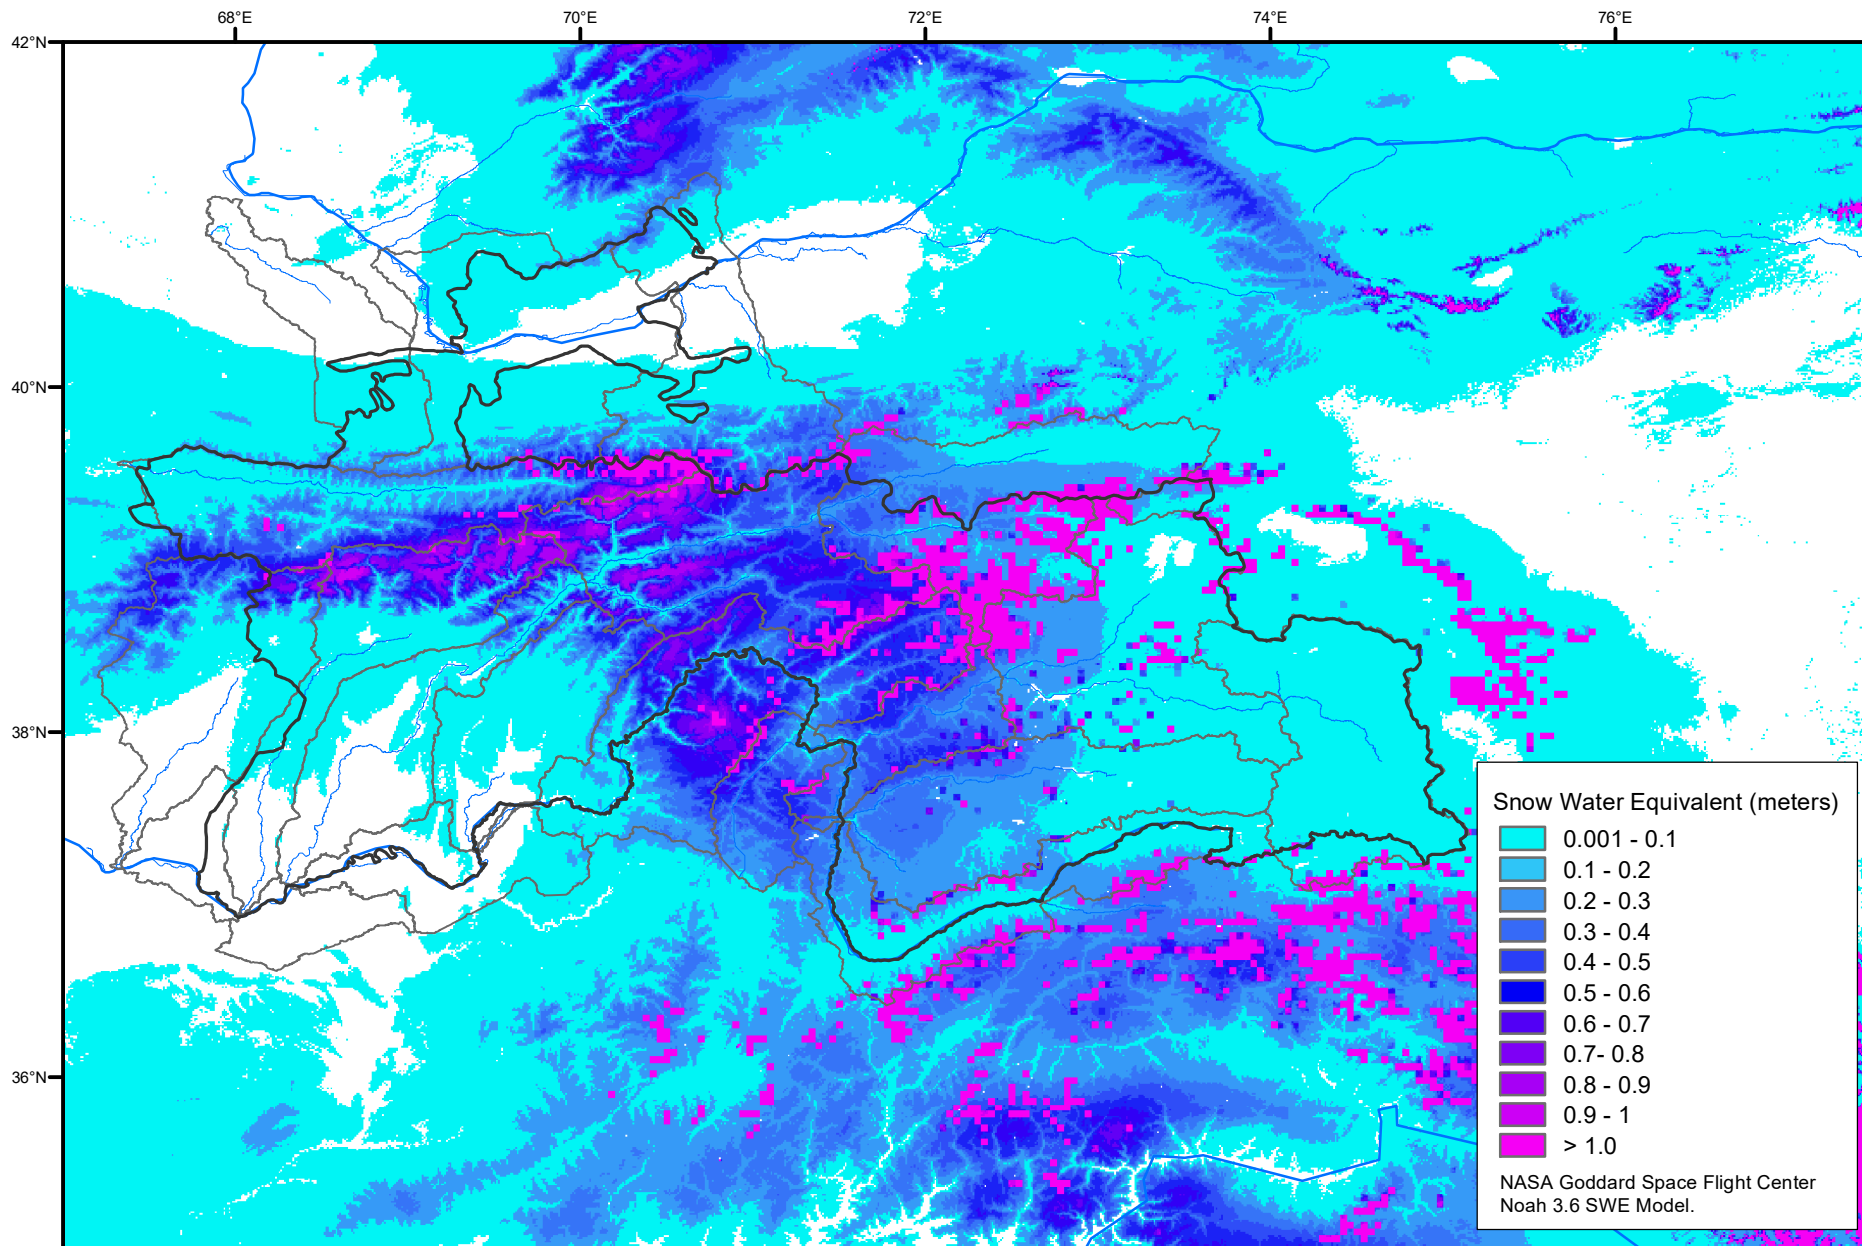 68°E 70°E 72°E 74°E 76°E
42°N
40°N
38°N
36°N
Snow Water Equivalent (meters)
0.001 - 0.1
0.1 - 0.2
0.2 - 0.3
0.3 - 0.4
0.4 - 0.5
0.5 - 0.6
0.6 - 0.7
0.7- 0.8
0.8 - 0.9
0.9 - 1
> 1.0
NASA Goddard Space Flight Center
Noah 3.6 SWE Model.